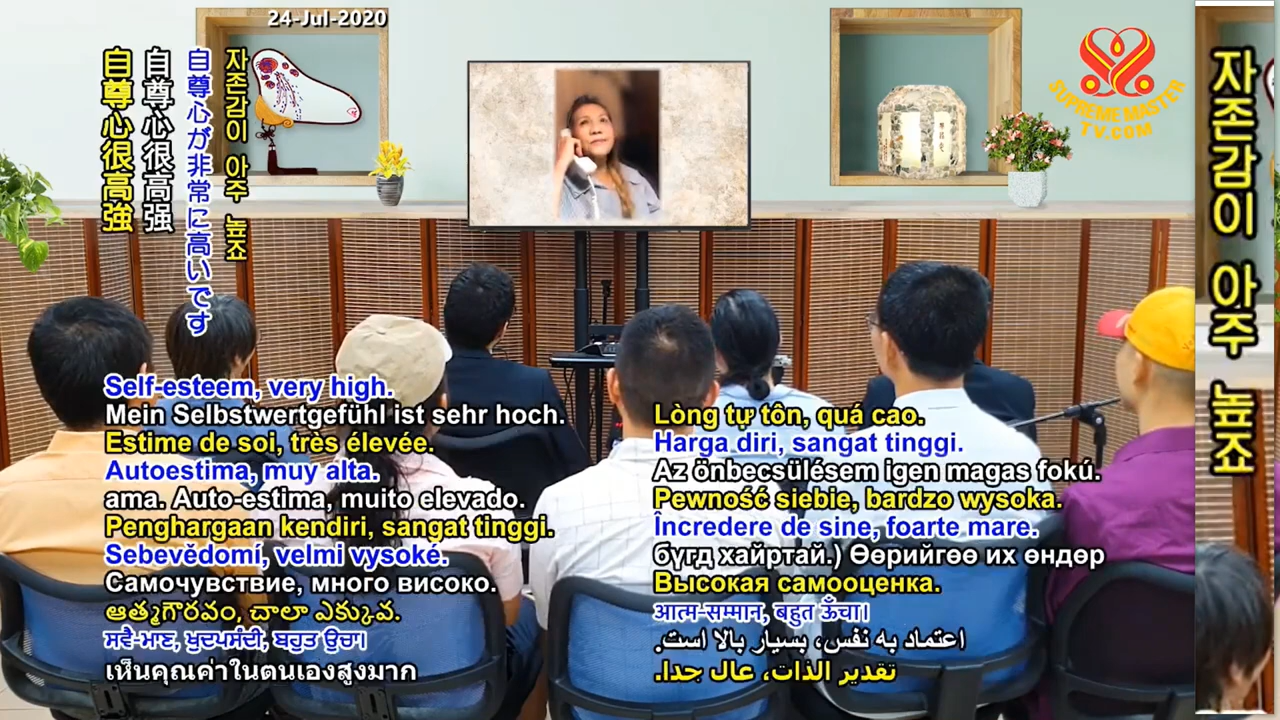 24-Jul-2020
SUPREME MASTER
TV.COM
自尊心很高強
自尊心很高强
自尊心が非常に高いです
자존감이 아주 높죠
Self-esteem, very high.
Mein Selbstwertgefühl ist sehr hoch.
Estime de soi, très élevée.
Autoestima, muy alta.
ama. Auto-estima, muito elevado.
Penghargaan kendiri, sangat tinggi.
Sebevědomí, velmi vysoké.
Самочувствие, много високо.
ఆత్మగౌరవం, చాలా ఎక్కువ.
ਸਵੈ-ਮਾਣ, ਖੁਦਪਸੰਦੀ, ਬਹੁਤ ਉਚਾ।
เห็นคุณค่าในตนเองสูงมาก
Lòng tự tôn, quá cao.
Harga diri, sangat tinggi.
Az önbecsülésem igen magas fokú.
Pewność siebie, bardzo wysoka.
Încredere de sine, foarte mare.
бүгд хайртай.) Өөрийгөө их өндөр
Высокая самооценка.
आत्म-सम्मान, बहुत ऊँचा।
اعتماد به نفس، بسیار بالا است.
تقدير الذات، عال جدا.
자존감이 아주 높죠